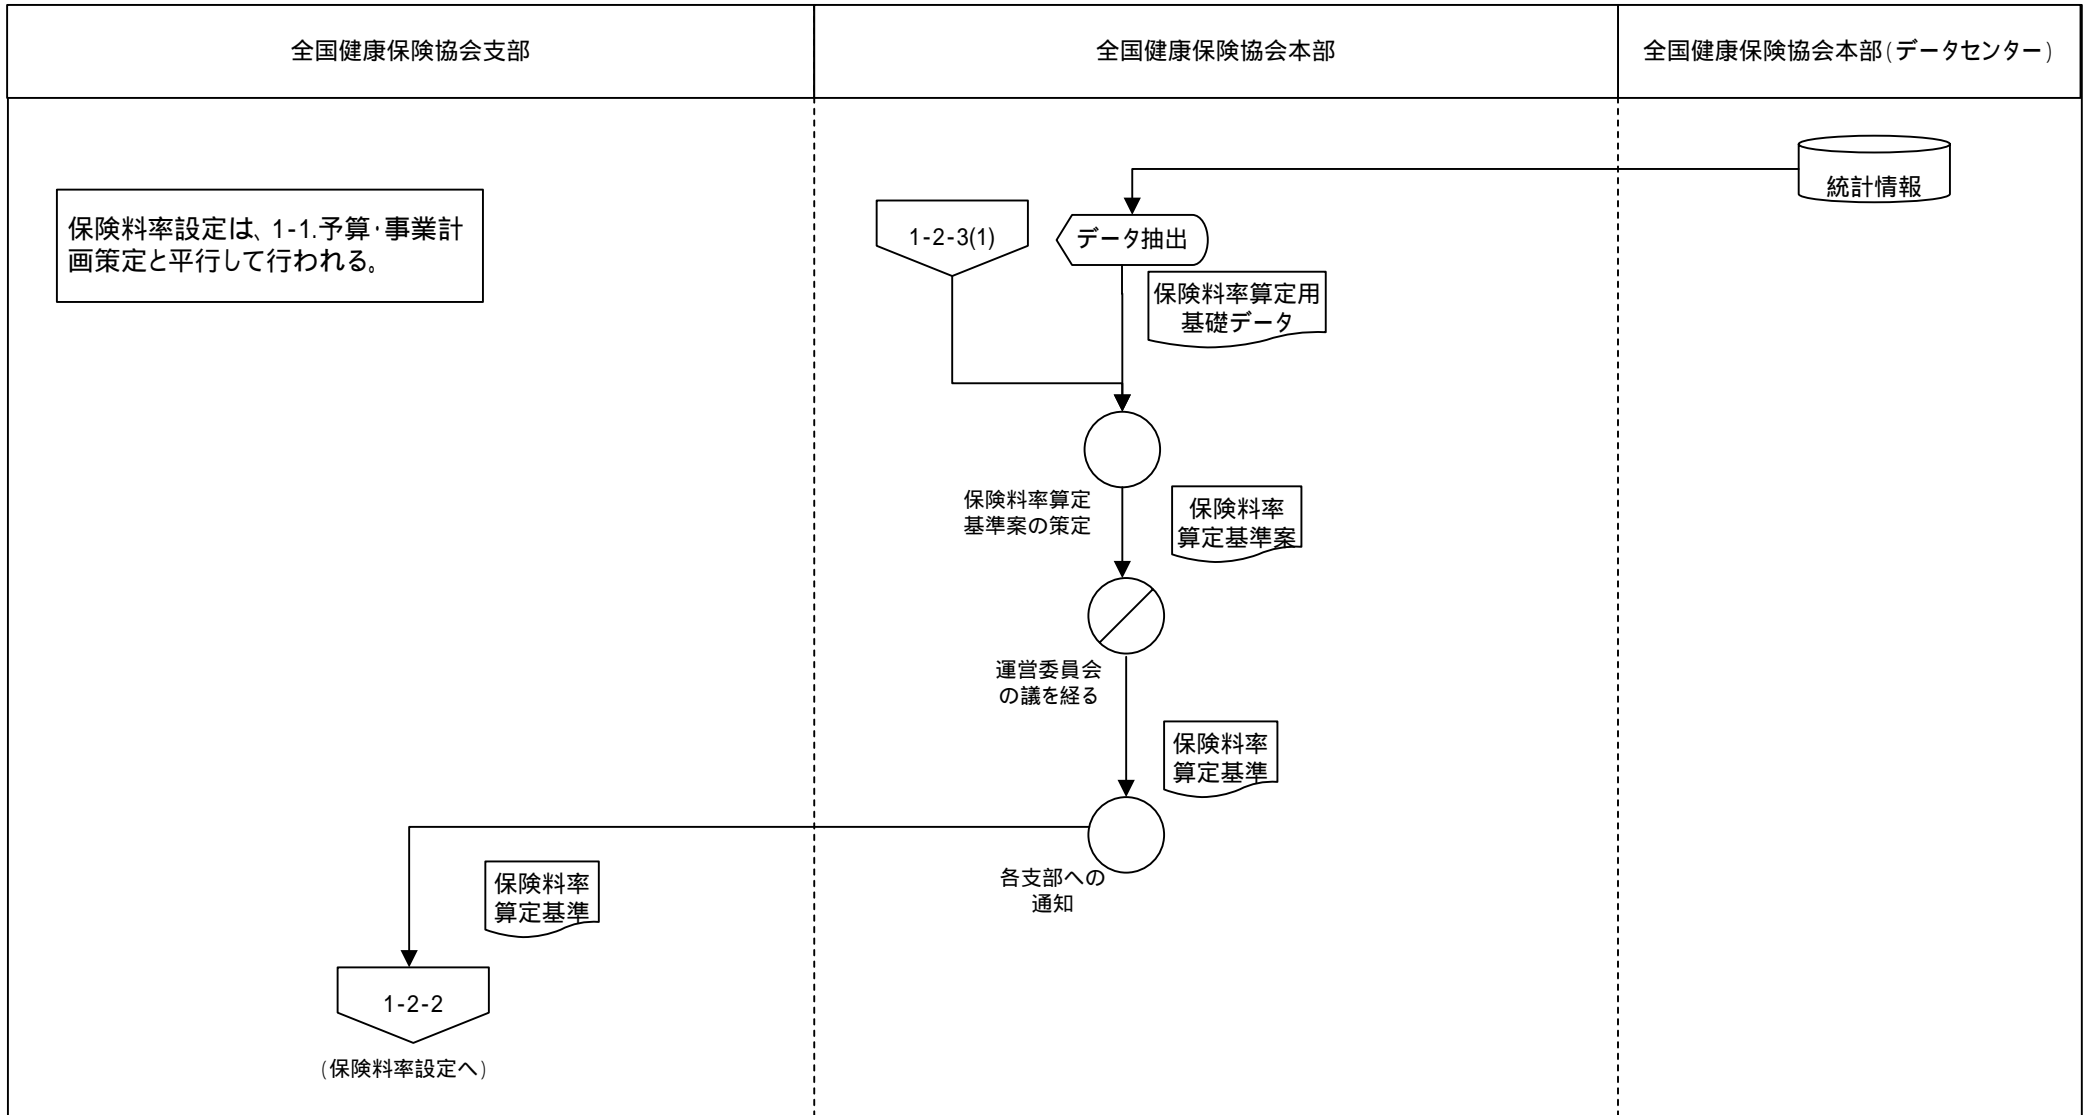 全国健康保険協会支部
全国健康保険協会本部
全国健康保険協会本部(データセンター)
統計情報
保険料率設定は、1-1.予算・事業計
画策定と平行して行われる。
1-2-3(1)
データ抽出
保険料率算定用
基礎データ
保険料率算定
基準案の策定
保険料率
算定基準案
運営委員会
の議を経る
保険料率
算定基準
各支部への
通知
保険料率
算定基準
1-2-2
(保険料率設定へ)